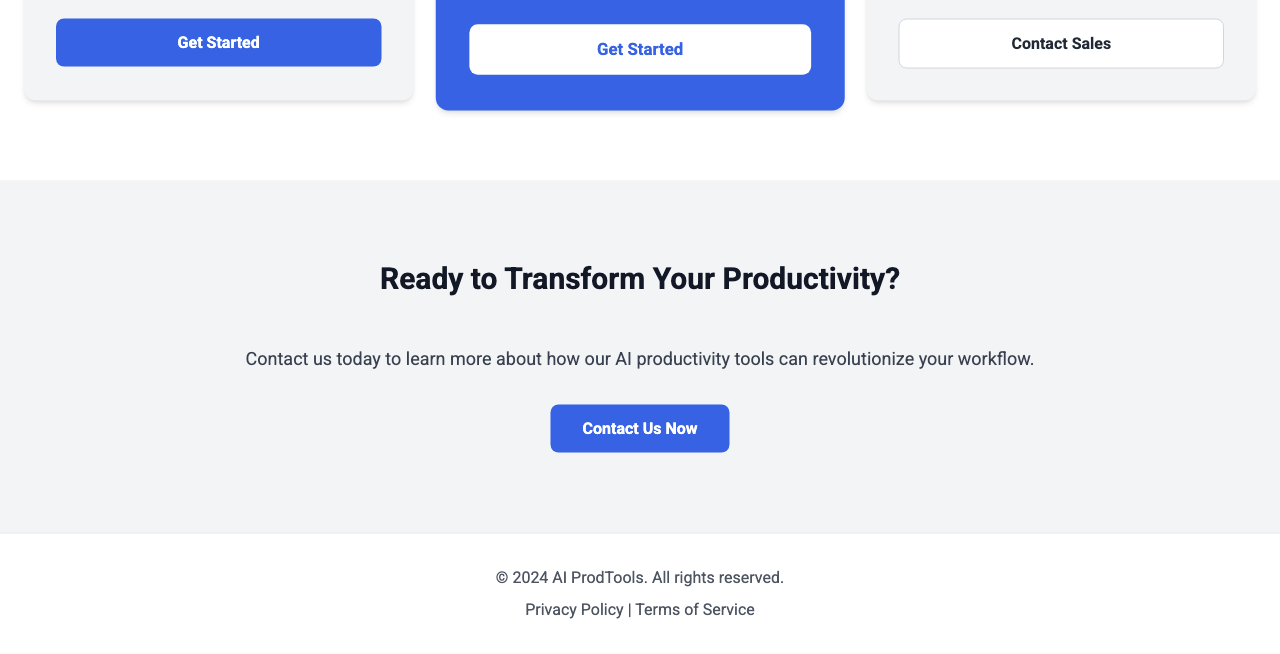 Get Started
Get Started
Contact Sales
Ready to Transform Your Productivity?
Contact us today to learn more about how our AI productivity tools can revolutionize your workflow.
Contact Us Now
© 2024 AI ProdTools. All rights reserved.
Privacy Policy | Terms of Service